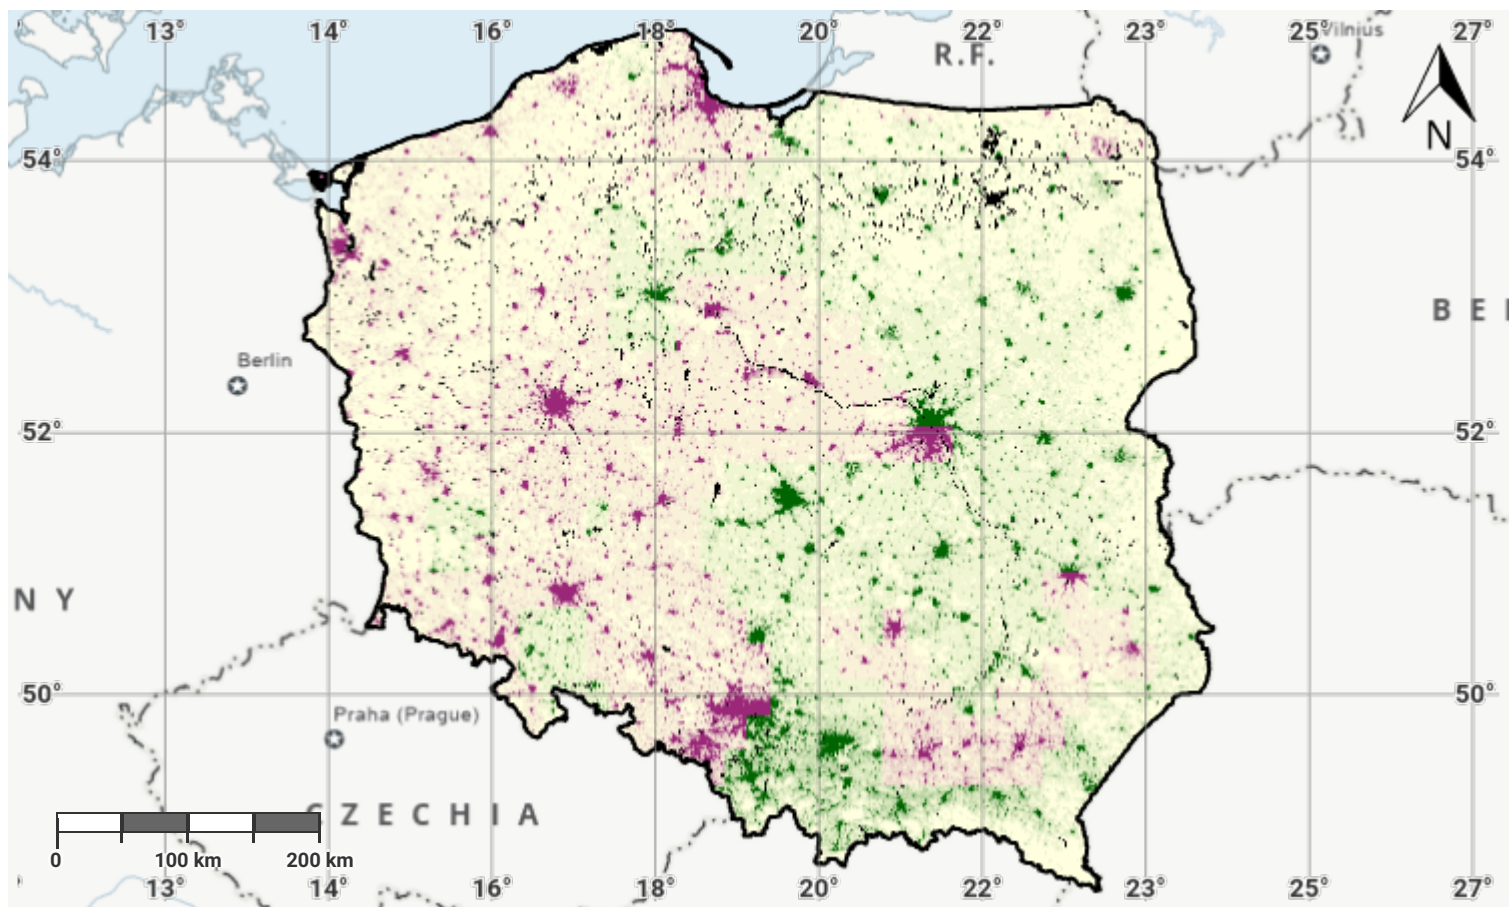 13° 14° 16° 18° 20° 22° 23° 25° 27°
Vilnius
R.F.
N
54° 54°
B E
Berlin
52° 52°
N Y
50° 50°
Praha (Prague)
C Z E C H I A
0 100 km 200 km
13° 14° 16° 18° 20° 22° 23° 25° 27°